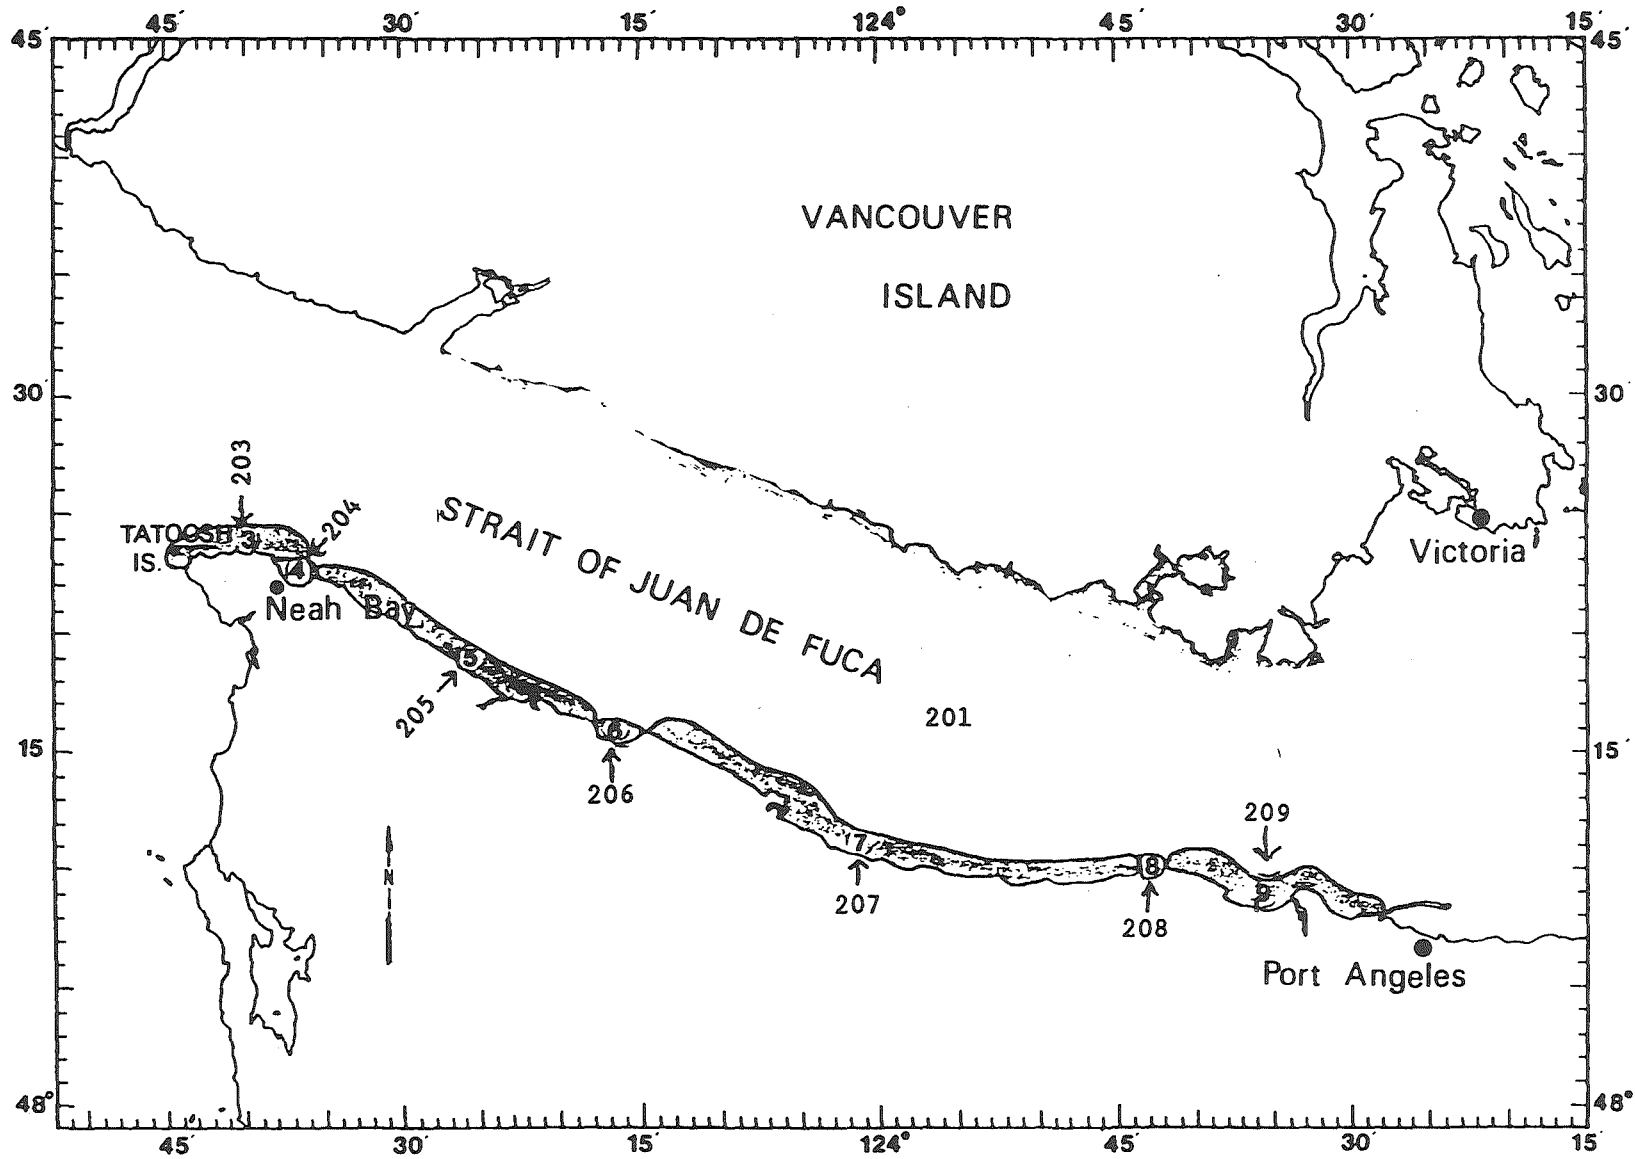 45′ 30′ 15′ 124° 45′ 30′ 15′
45′ 45′
VANCOUVER
ISLAND
30′ 30′
203
204
TATOOSH 3
IS.
4
Neah Bay
STRAIT OF JUAN DE FUCA
Victoria
5
205
201
6
15′ 15′
206
209
7
8
9
207
208
N
Port Angeles
48° 48°
45′ 30′ 15′ 124° 45′ 30′ 15′